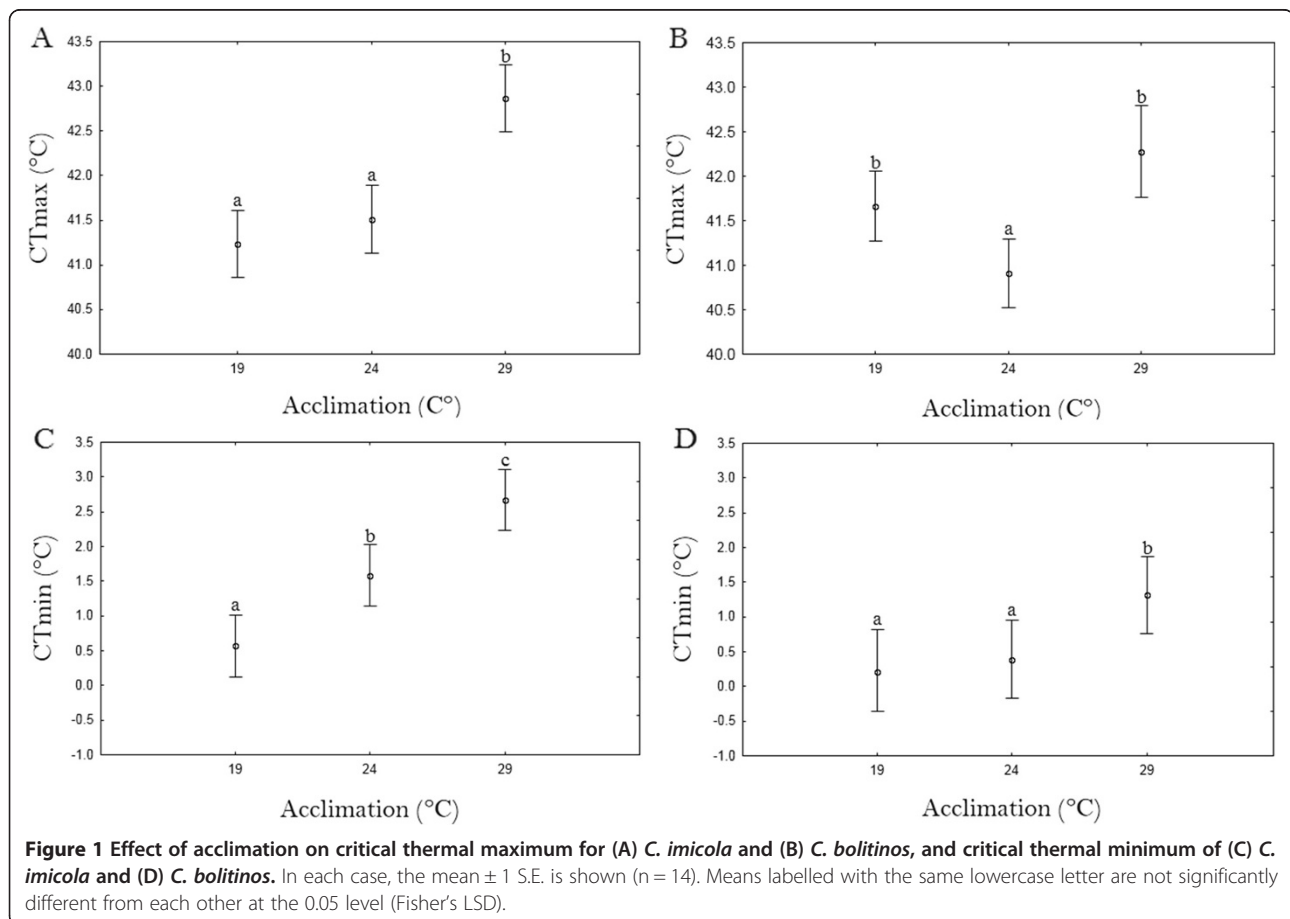 A
43.5
43.0
42.5
42.0
41.5
41.0
40.5
40.0
CTmax (°C)
a
a
b
19
24
29
Acclimation (C°)
B
43.5
43.0
42.5
42.0
41.5
41.0
40.5
40.0
CTmax (°C)
b
a
b
19
24
29
Acclimation (C°)
C
3.5
3.0
2.5
2.0
1.5
1.0
0.5
0.0
-0.5
-1.0
CTmin (°C)
a
b
c
19
24
29
Acclimation (°C)
D
3.5
3.0
2.5
2.0
1.5
1.0
0.5
0.0
-0.5
-1.0
CTmin (°C)
a
a
b
19
24
29
Acclimation (°C)
Figure 1 Effect of acclimation on critical thermal maximum for (A) C. imicola and (B) C. bolitinos, and critical thermal minimum of (C) C.
imicola and (D) C. bolitinos. In each case, the mean ± 1 S.E. is shown (n = 14). Means labelled with the same lowercase letter are not significantly
different from each other at the 0.05 level (Fisher's LSD).